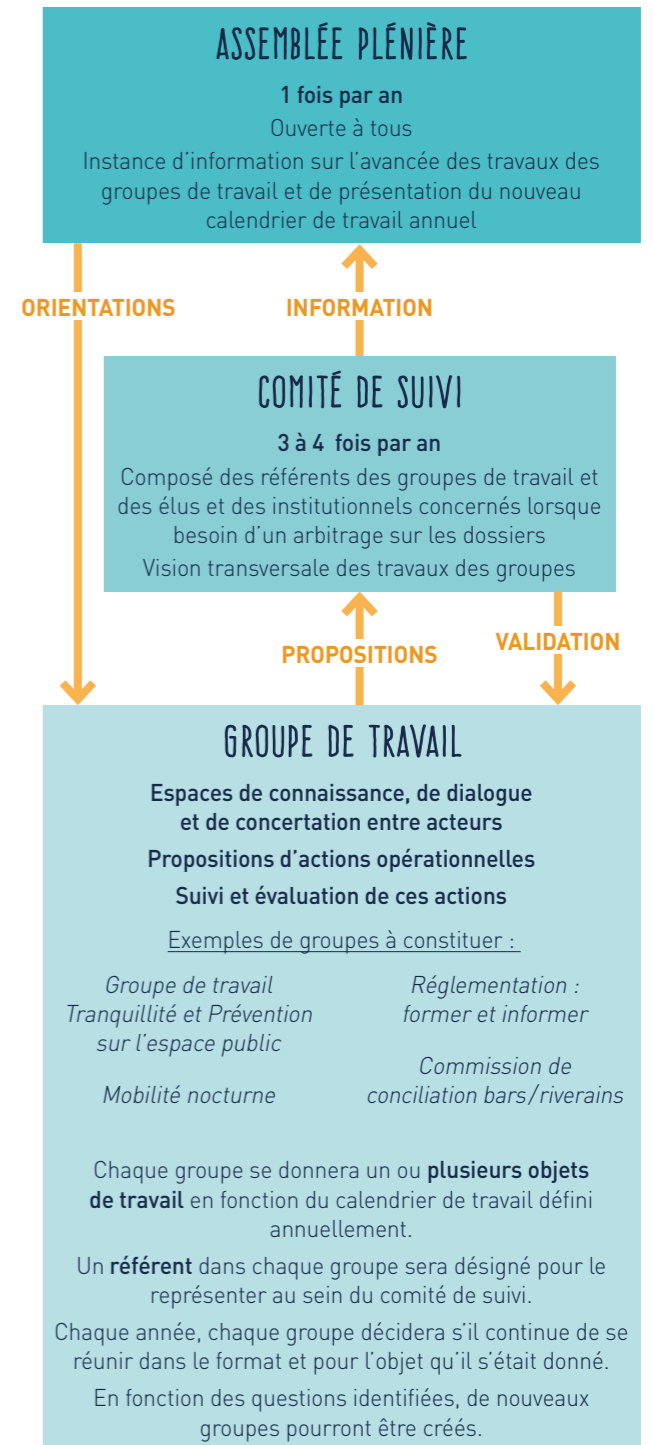 ASSEMBLÉE PLÉNIÈRE
1 fois par an
Ouverte à tous
Instance d’information sur l’avancée des travaux des
groupes de travail et de présentation du nouveau
calendrier de travail annuel
ORIENTATIONS
INFORMATION
COMITÉ DE SUIVI
3 à 4 fois par an
Composé des référents des groupes de travail et
des élus et des institutionnels concernés lorsque
besoin d’un arbitrage sur les dossiers
Vision transversale des travaux des groupes
PROPOSITIONS
VALIDATION
GROUPE DE TRAVAIL
Espaces de connaissance, de dialogue
et de concertation entre acteurs
Propositions d’actions opérationnelles
Suivi et évaluation de ces actions
Exemples de groupes à constituer :
Groupe de travail
Tranquillité et Prévention
sur l’espace public
Mobilité nocturne
Réglementation :
former et informer
Commission de
conciliation bars/riverains
Chaque groupe se donnera un ou plusieurs objets
de travail en fonction du calendrier de travail défini
annuellement.
Un référent dans chaque groupe sera désigné pour le
représenter au sein du comité de suivi.
Chaque année, chaque groupe décidera s’il continue de se
réunir dans le format et pour l’objet qu’il s’était donné.
En fonction des questions identifiées, de nouveaux
groupes pourront être créés.